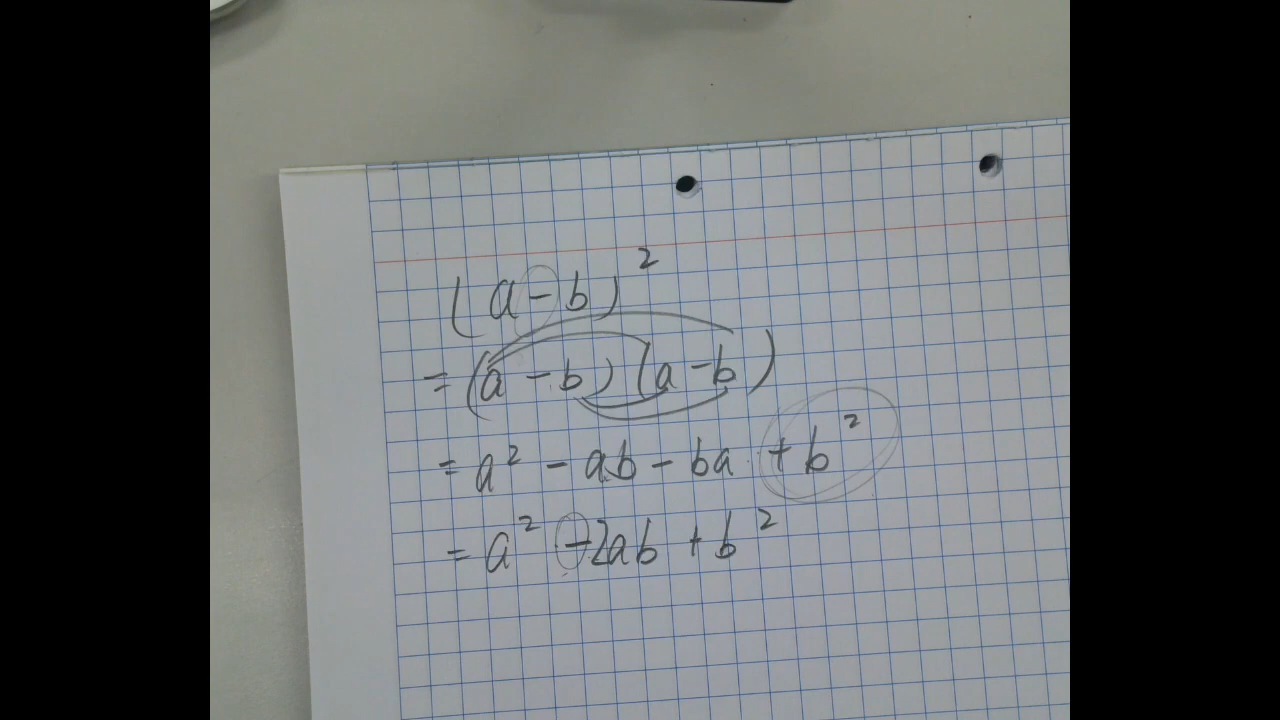 (a-b)²
=(a-b)(a-b)
=a²-ab-ba+b²
=a²-2ab+b²